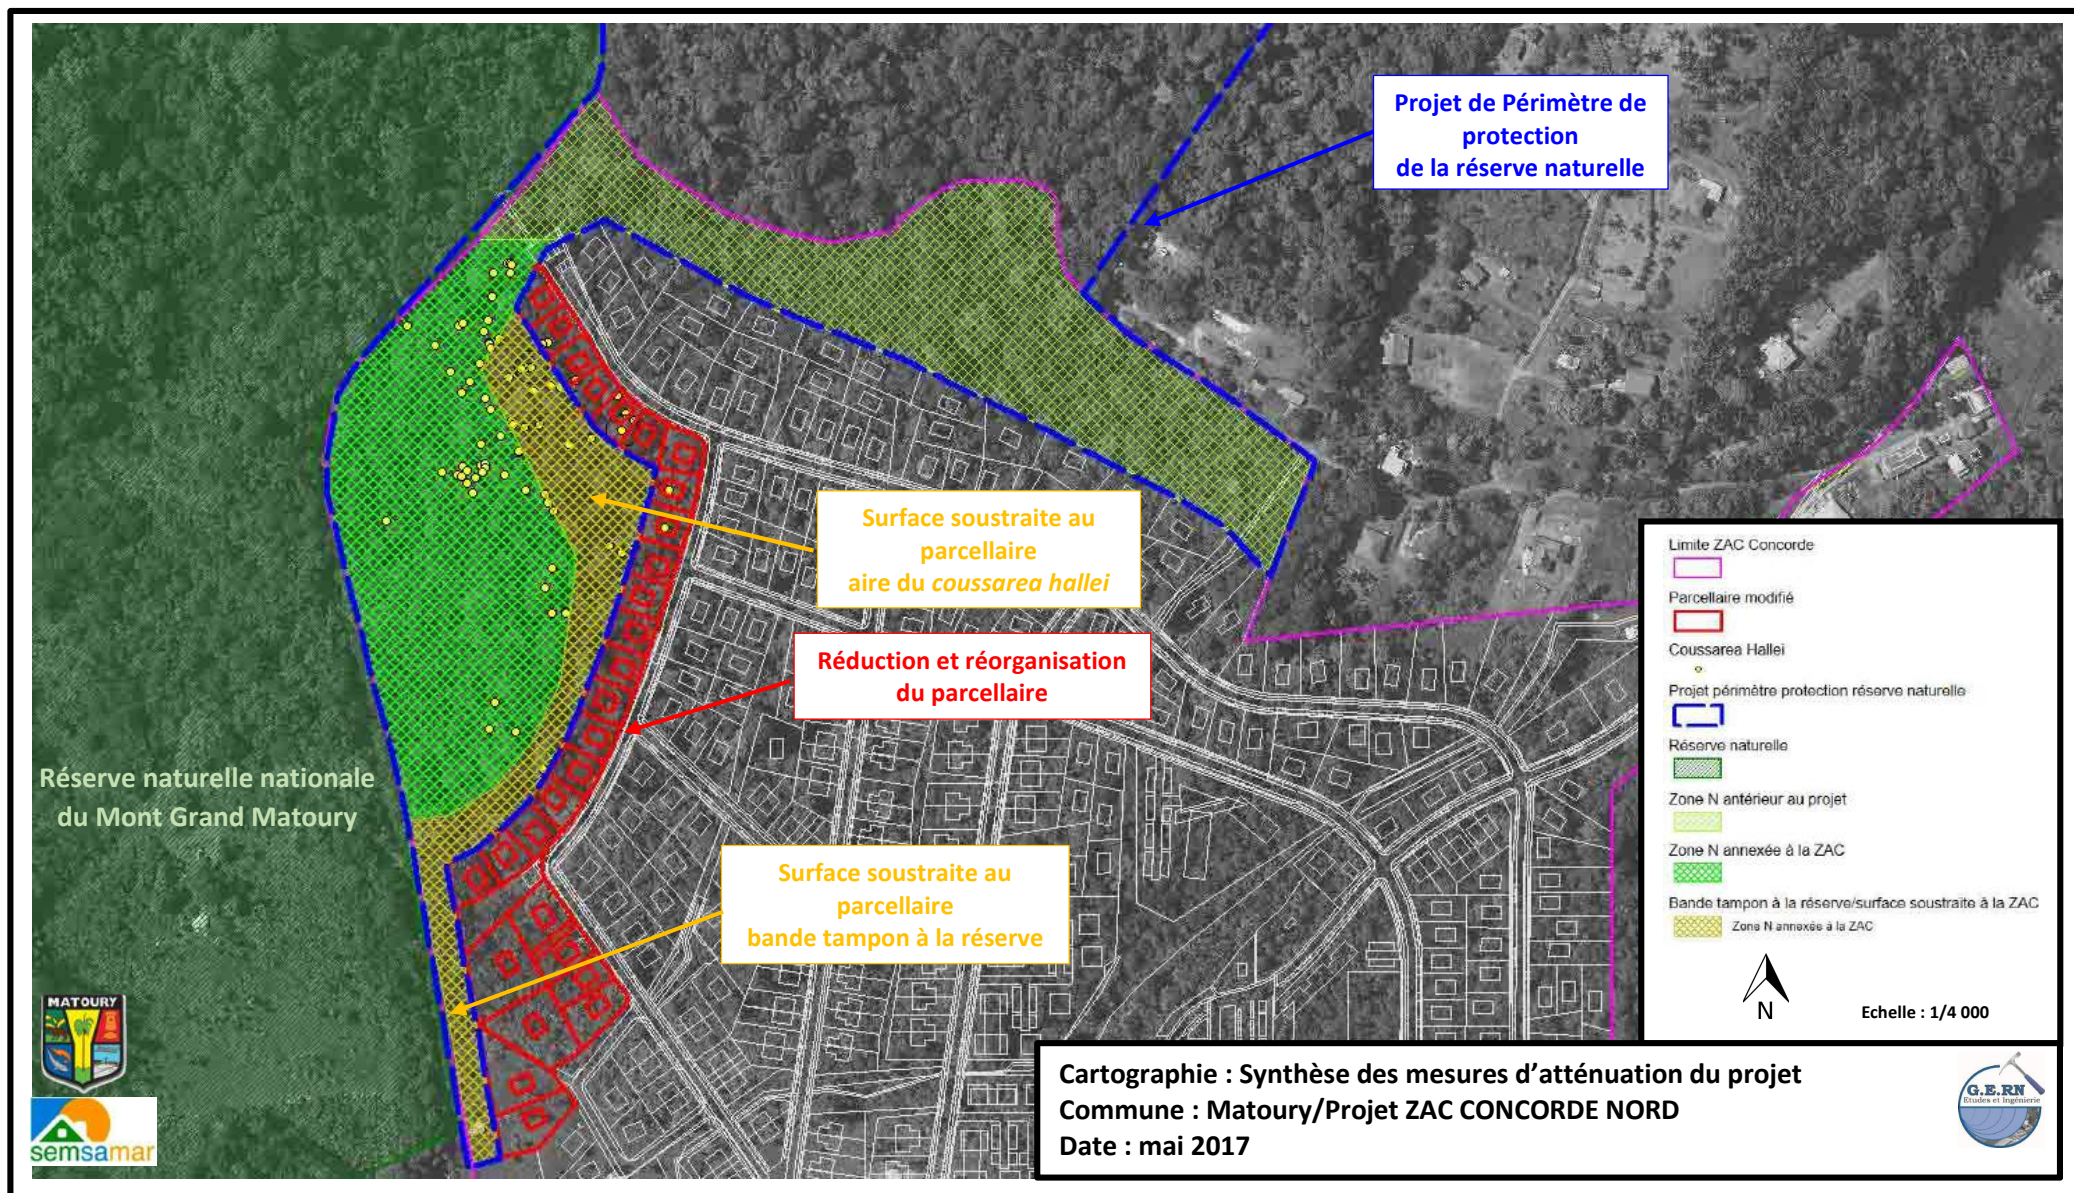 Projet de Périmètre de
protection
de la réserve naturelle
Surface soustraite au
parcellaire
aire du coussarea hallei
Réduction et réorganisation
du parcellaire
Surface soustraite au
parcellaire
bande tampon à la réserve
Réserve naturelle nationale
du Mont Grand Matoury
Limite ZAC Concorde
Parcellaire modifié
Coussarea Hallei
Projet périmètre protection réserve naturelle
Réserve naturelle
Zone N antérieur au projet
Zone N annexée à la ZAC
Bande tampon à la réserve/surface soustraite à la ZAC
Zone N annexée à la ZAC
N
Echelle : 1/4 000
MATOURY
semsamar
Cartographie : Synthèse des mesures d'atténuation du projet
Commune : Matoury/Projet ZAC CONCORDE NORD
Date : mai 2017
G.E.RN
Etudes et Ingénierie